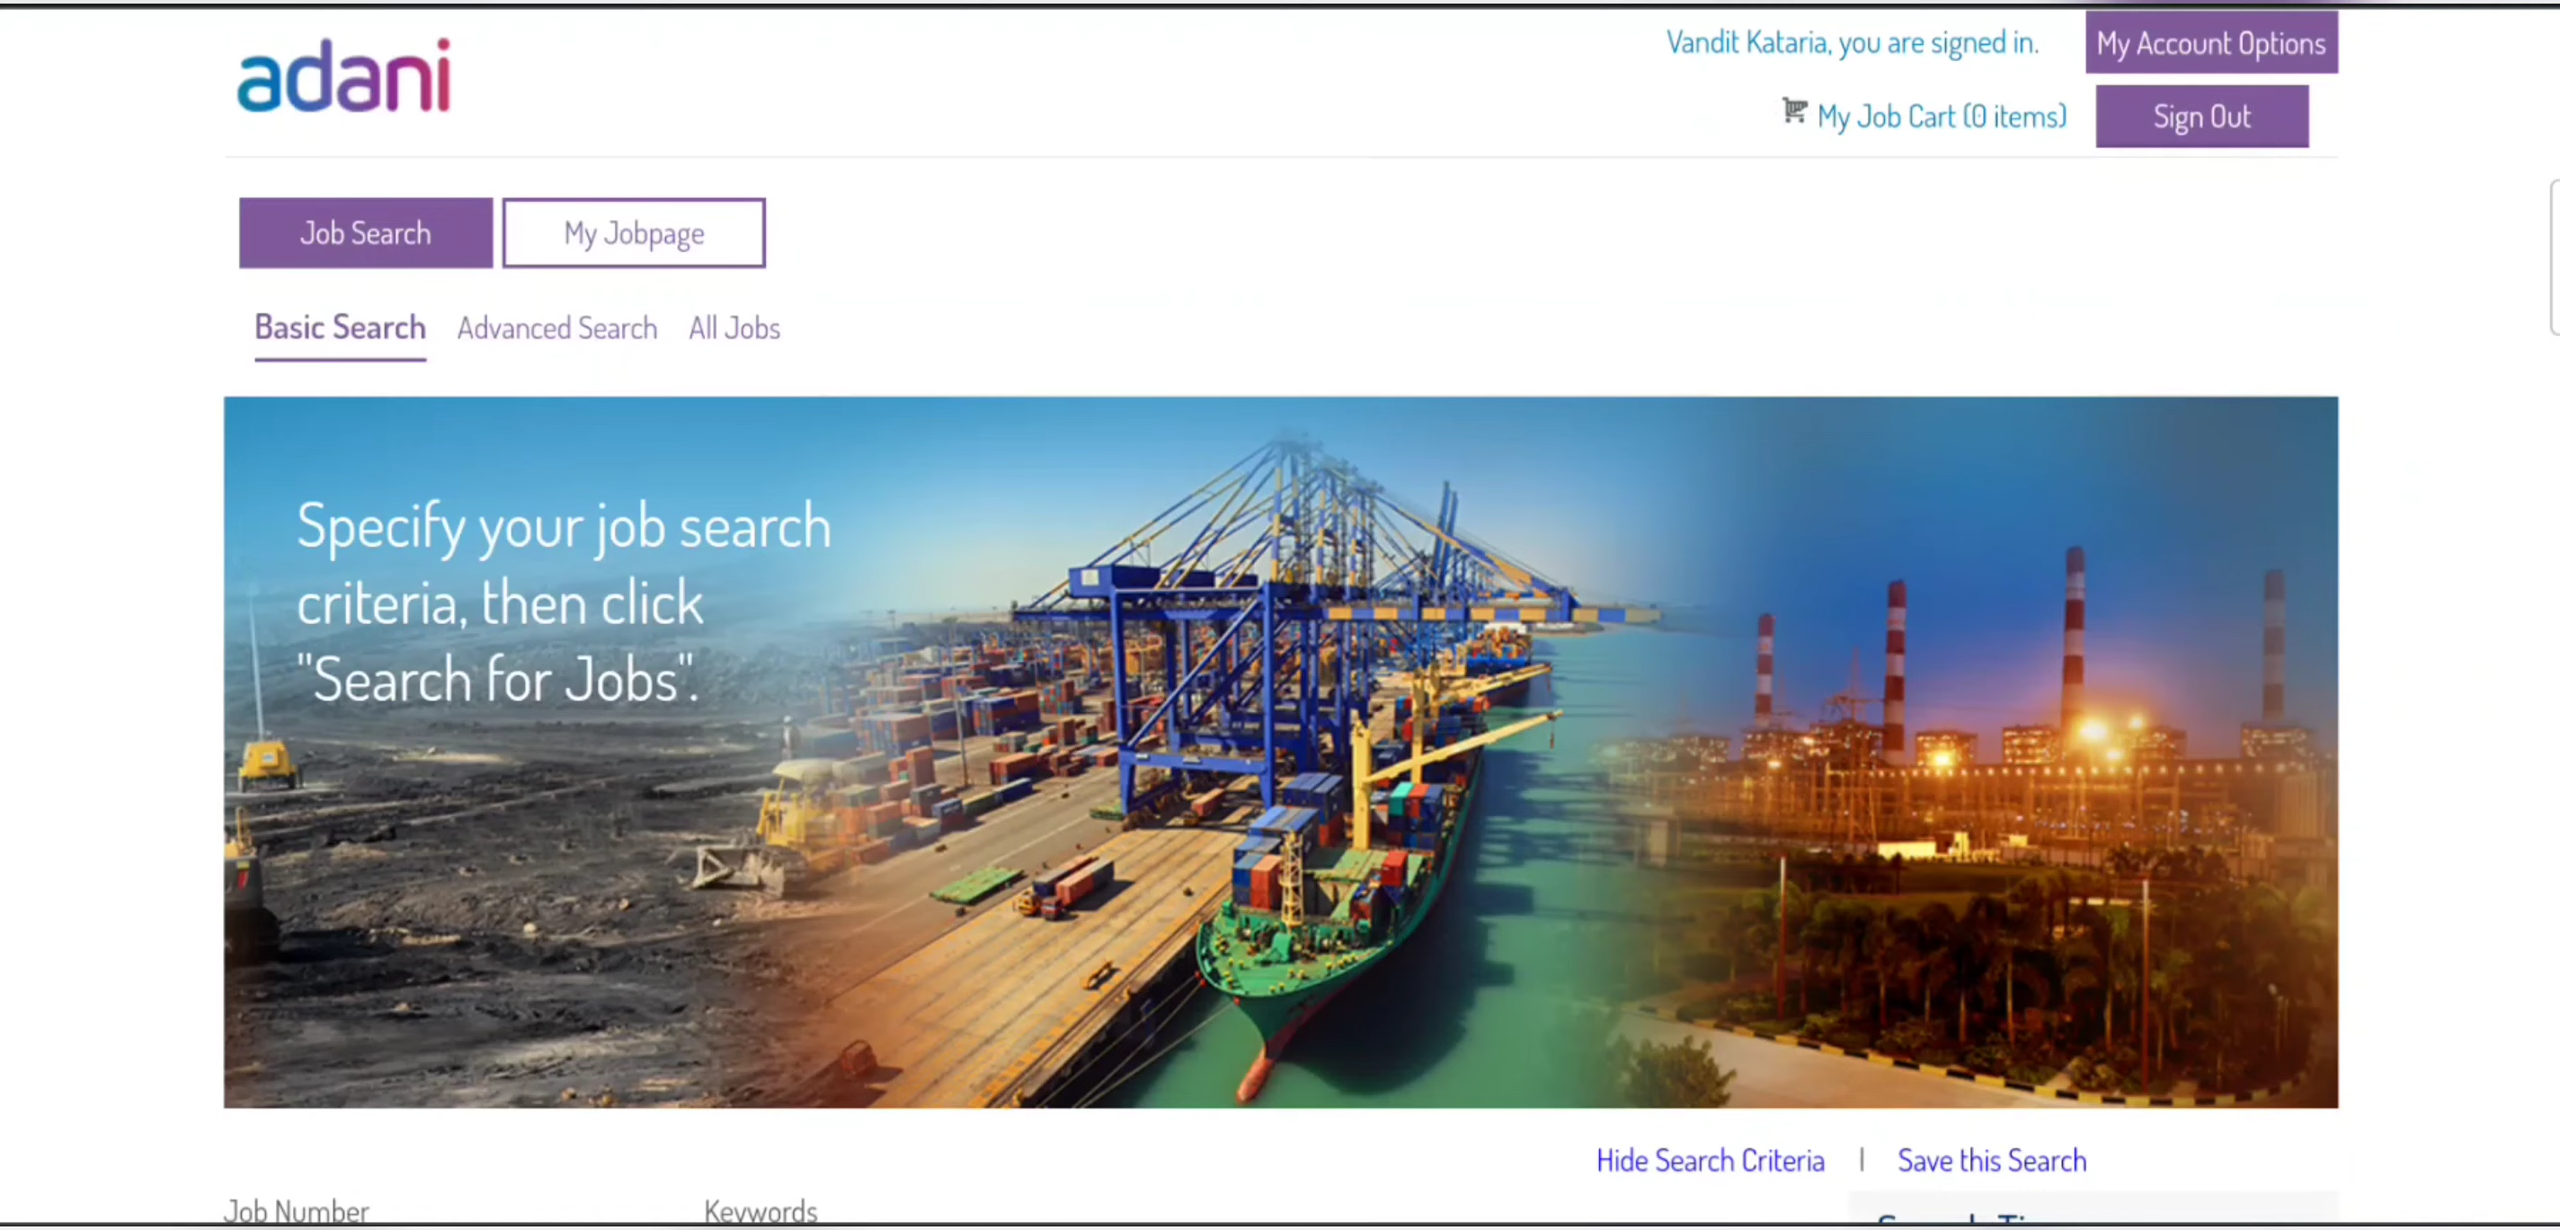 adani
Vandit Kataria, you are signed in.
My Account Options
My Job Cart (0 items)
Sign Out
Job Search
My Jobpage
Basic Search
Advanced Search
All Jobs
Specify your job search
criteria, then click
"Search for Jobs".
Hide Search Criteria | Save this Search
Job Number
Keywords